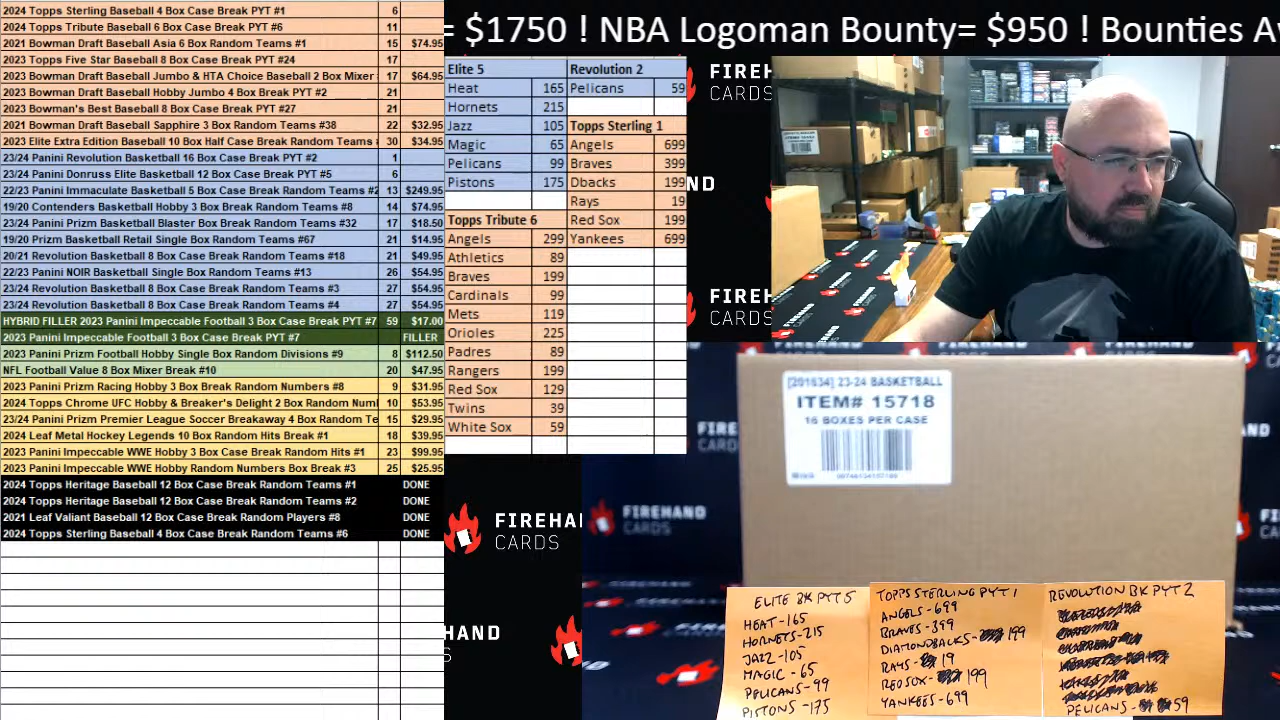 = $1750 ! NBA Logoman Bounty= $950 ! Bounties A
2024 Topps Sterling Baseball 4 Box Case Break PYT #1 6
2024 Topps Tribute Baseball 6 Box Case Break PYT #6 11
2021 Bowman Draft Baseball Asia 6 Box Random Teams #1 15 $74.95
2023 Topps Five Star Baseball 8 Box Case Break PYT #24 17
2023 Bowman Draft Baseball Jumbo & HTA Choice Baseball 2 Box Mixer 17 $64.95
2023 Bowman Draft Baseball Hobby Jumbo 4 Box Break PYT #2 21
2023 Bowman's Best Baseball 8 Box Case Break PYT #27 21
2021 Bowman Draft Baseball Sapphire 3 Box Random Teams #38 22 $32.95
2023 Elite Extra Edition Baseball 10 Box Half Case Break Random Teams 30 $34.95
23/24 Panini Revolution Basketball 16 Box Case Break PYT #2 1
23/24 Panini Donruss Elite Basketball 12 Box Case Break PYT #5 6
22/23 Panini Immaculate Basketball 5 Box Case Break Random Teams #2 13 $249.95
19/20 Contenders Basketball Hobby 3 Box Break Random Teams #8 14 $74.95
23/24 Panini Prizm Basketball Blaster Box Break Random Teams #32 17 $18.50
19/20 Prizm Basketball Retail Single Box Random Teams #67 21 $14.95
20/21 Revolution Basketball 8 Box Case Break Random Teams #18 21 $49.95
22/23 Panini NOIR Basketball Single Box Random Teams #13 26 $54.95
23/24 Revolution Basketball 8 Box Case Break Random Teams #3 27 $54.95
23/24 Revolution Basketball 8 Box Case Break Random Teams #4 27 $54.95
HYBRID FILLER 2023 Panini Impeccable Football 3 Box Case Break PYT #7 59 $17.00
2023 Panini Impeccable Football 3 Box Case Break PYT #7 FILLER
2023 Panini Prizm Football Hobby Single Box Random Divisions #9 8 $112.50
NFL Football Value 8 Box Mixer Break #10 20 $47.95
2023 Panini Prizm Racing Hobby 3 Box Break Random Numbers #8 9 $31.95
2024 Topps Chrome UFC Hobby & Breaker's Delight 2 Box Random Num 10 $53.95
23/24 Panini Prizm Premier League Soccer Breakaway 4 Box Random Te 15 $29.95
2024 Leaf Metal Hockey Legends 10 Box Random Hits Break #1 18 $39.95
2023 Panini Impeccable WWE Hobby 3 Box Case Break Random Hits #1 23 $99.95
2023 Panini Impeccable WWE Hobby Random Numbers Box Break #3 25 $25.95
2024 Topps Heritage Baseball 12 Box Case Break Random Teams #1 DONE
2024 Topps Heritage Baseball 12 Box Case Break Random Teams #2 DONE
2021 Leaf Valiant Baseball 12 Box Case Break Random Players #8 DONE
2024 Topps Sterling Baseball 4 Box Case Break Random Teams #6 DONE
Elite 5
Heat 165
Hornets 215
Jazz 105
Magic 65
Pelicans 99
Pistons 175
Topps Tribute 6
Angels 299
Athletics 89
Braves 199
Cardinals 99
Mets 119
Orioles 225
Padres 89
Rangers 199
Red Sox 129
Twins 39
White Sox 59
Revolution 2
Pelicans 59
Topps Sterling 1
Angels 699
Braves 399
Dbacks 199
Rays 19
Red Sox 199
Yankees 699
FIREH
CARDS
ND
FIREH
CARDS
FIREHA
CARDS
HAND
S
FIREHAND
CARDS
[201634] 23-24 BASKETBALL
ITEM# 15718
16 BOXES PER CASE
ELITE BK PYT 5
HEAT-165
HORNETS-215
JAZZ-105
MAGIC-65
PELICANS-99
PISTONS-175
TOPPS STERLING PYT 1
ANGELS-699
BRAVES-399
DIAMONDBACKS- 199
RAYS- 19
RED SOX- 199
YANKEES-699
REVOLUTION BK PYT 2
PELICANS- 59